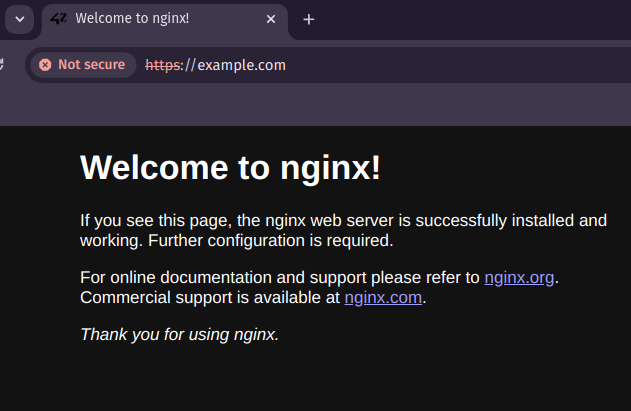 Welcome to nginx!
Not secure https://example.com
Welcome to nginx!
If you see this page, the nginx web server is successfully installed and
working. Further configuration is required.
For online documentation and support please refer to nginx.org.
Commercial support is available at nginx.com.
Thank you for using nginx.